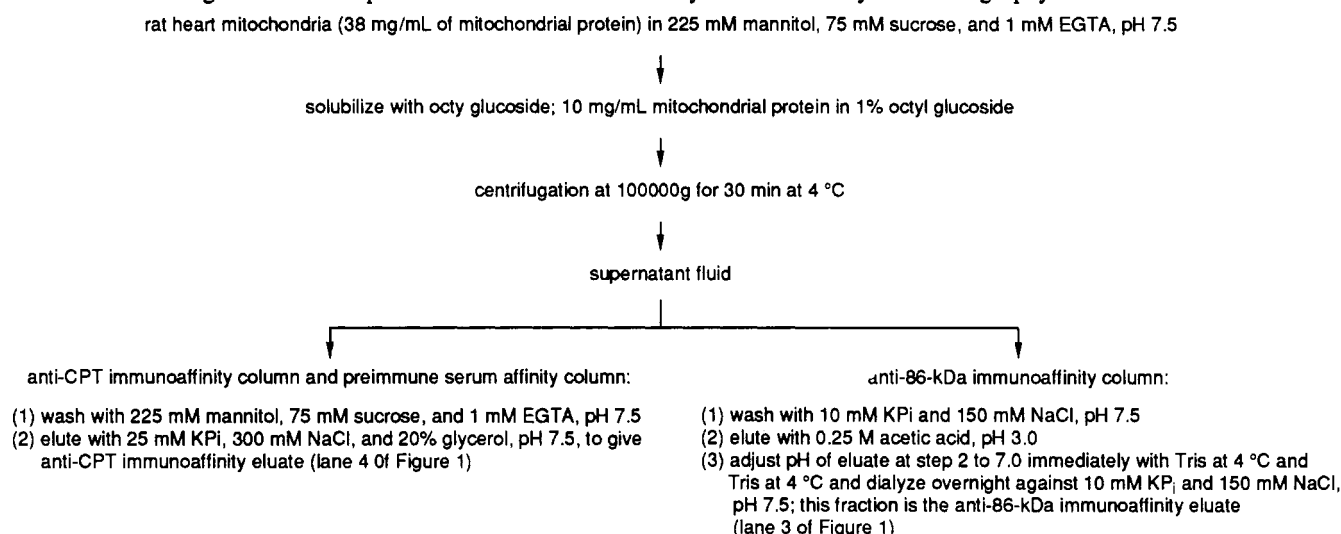 rat heart mitochondria (38 mg/mL of mitochondrial protein) in 225 mM mannitol, 75 mM sucrose, and 1 mM EGTA, pH 7.5
solubilize with octy glucoside; 10 mg/mL mitochondrial protein in 1% octyl glucoside
centrifugation at 100000g for 30 min at 4 °C
supernatant fluid
anti-CPT immunoaffinity column and preimmune serum affinity column:
(1) wash with 225 mM mannitol, 75 mM sucrose, and 1 mM EGTA, pH 7.5
(2) elute with 25 mM KPi, 300 mM NaCl, and 20% glycerol, pH 7.5, to give
anti-CPT immunoaffinity eluate (lane 4 0f Figure 1)
anti-86-kDa immunoaffinity column:
(1) wash with 10 mM KPi and 150 mM NaCl, pH 7.5
(2) elute with 0.25 M acetic acid, pH 3.0
(3) adjust pH of eluate at step 2 to 7.0 immediately with Tris at 4 °C and
Tris at 4 °C and dialyze overnight against 10 mM KPi and 150 mM NaCl,
pH 7.5; this fraction is the anti-86-kDa immunoaffinity eluate
(lane 3 of Figure 1)